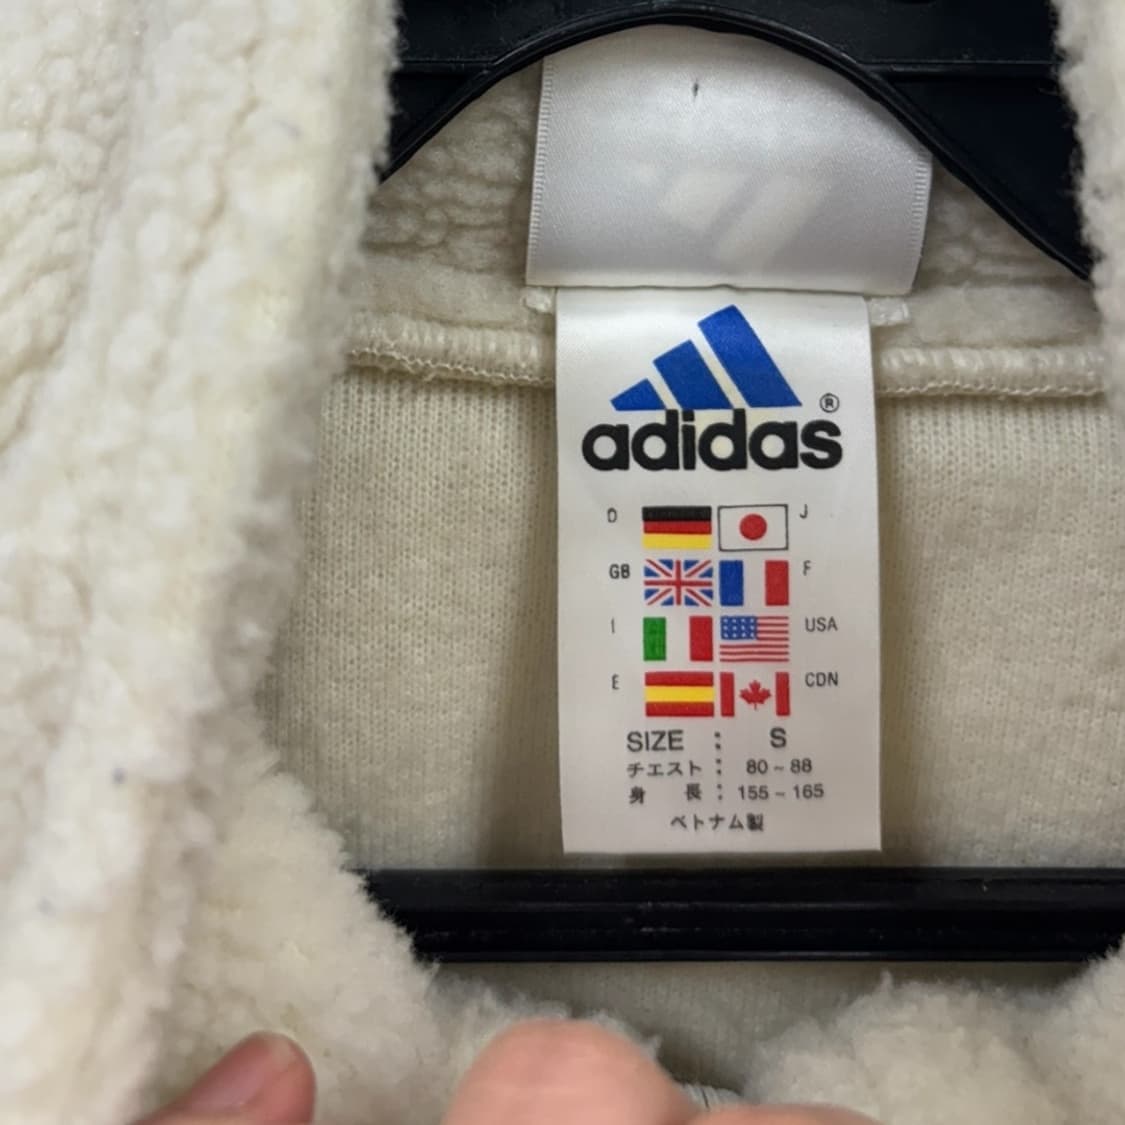 adidas®
D J
GB F
I USA
E CDN
SIZE : S
チエスト : 80~88
身 長 : 155~165
ベトナム製